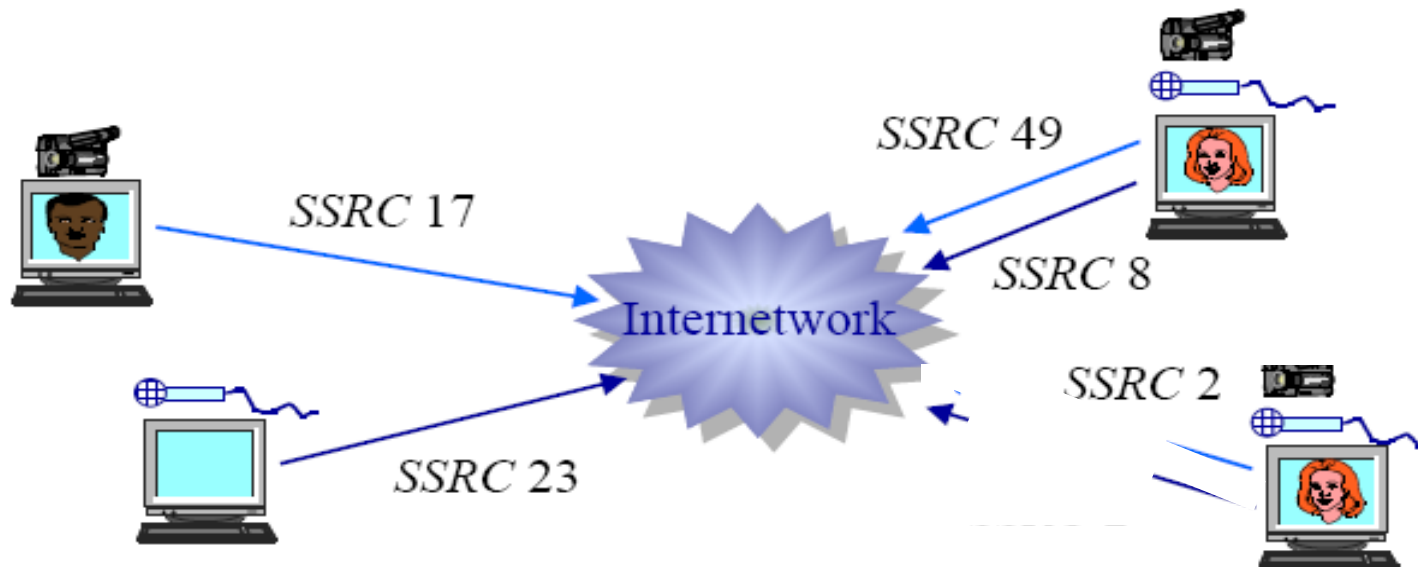 SSRC 49
SSRC 17
SSRC 8
Internetwork
SSRC 2
SSRC 23